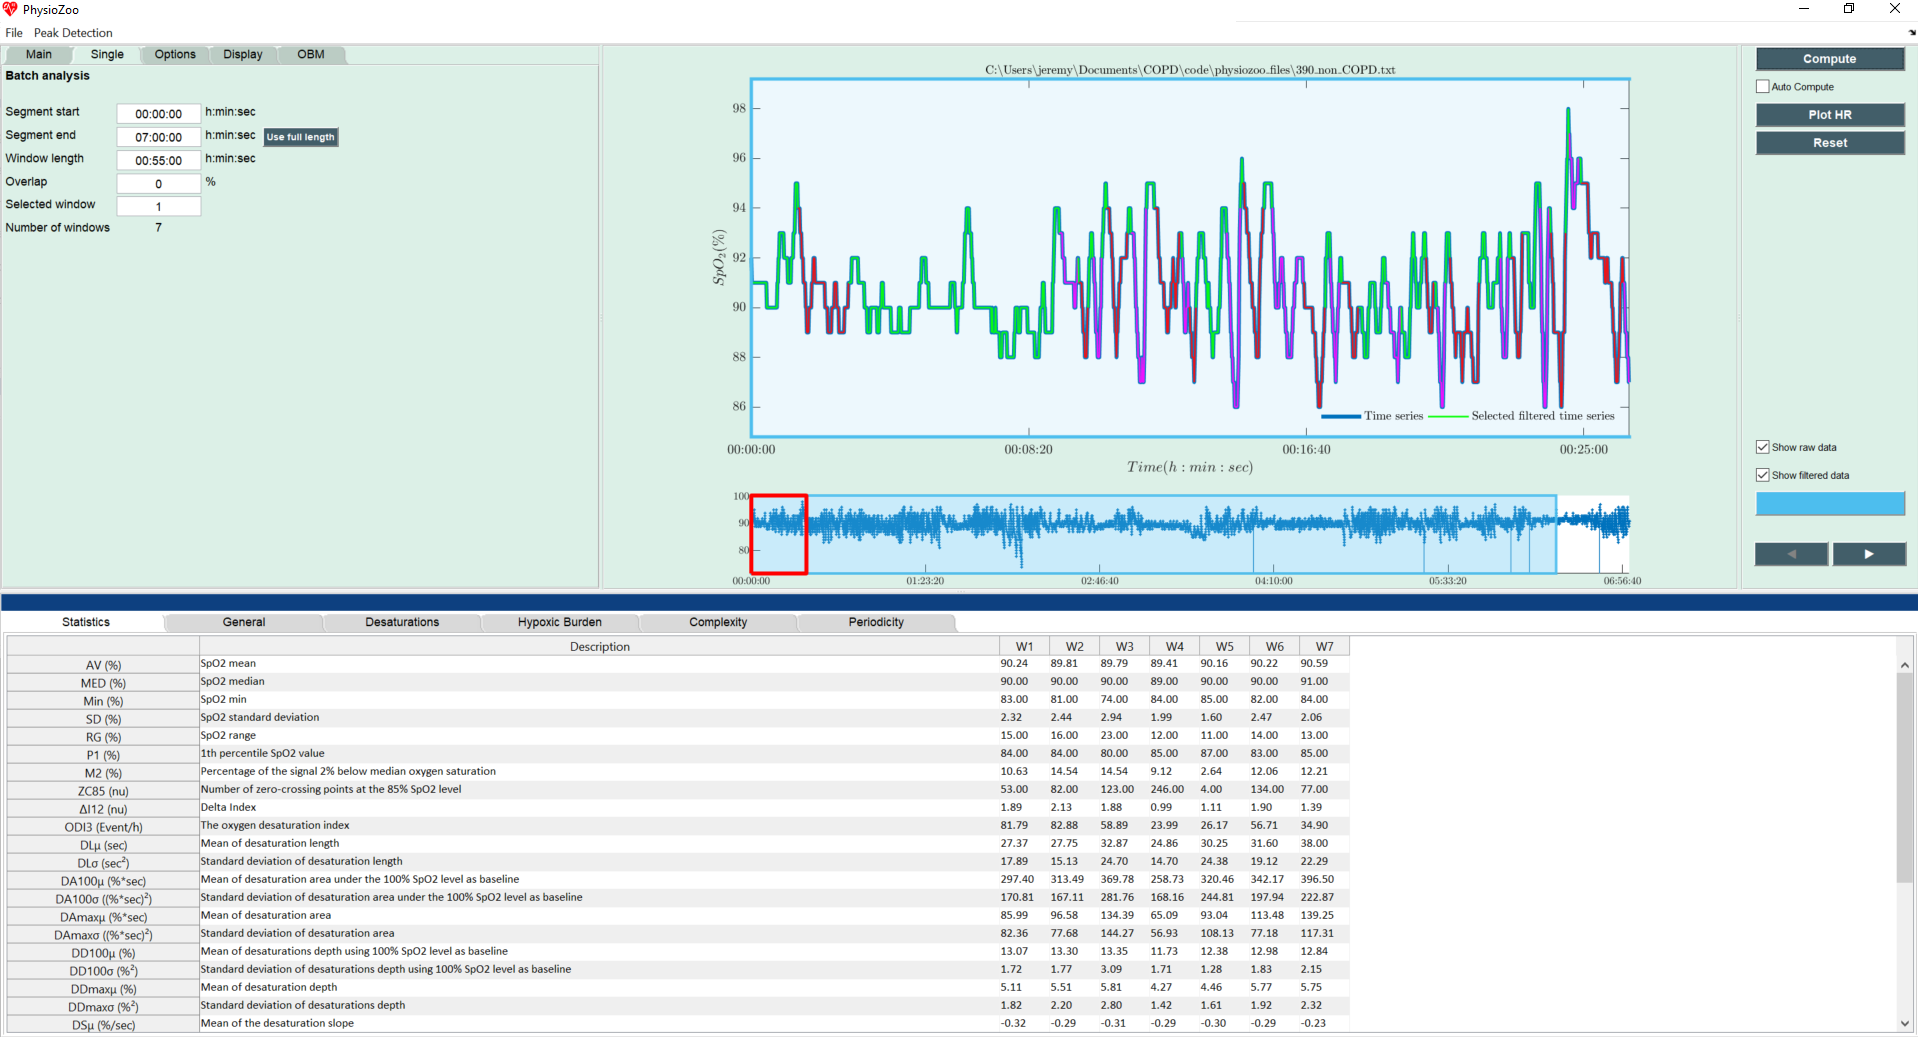 PhysioZoo
File Peak Detection
Main Single Options Display OBM
Batch analysis
Segment start 00:00:00 h:min:sec
Segment end 07:00:00 h:min:sec Use full length
Window length 00:55:00 h:min:sec
Overlap 0 %
Selected window 1
Number of windows 7
C:\Users\jeremy\Documents\COPD\code\physiozoo_files\390_non_COPD.txt
98
96
94
92
90
88
86
SpO2(%)
Time series Selected filtered time series
00:00:00 00:08:20 00:16:40 00:25:00
Time(h : min : sec)
100
90
80
00:00:00 01:23:20 02:46:40 04:10:00 05:33:20 06:56:40
Compute
Auto Compute
Plot HR
Reset
Show raw data
Show filtered data
Statistics General Desaturations Hypoxic Burden Complexity Periodicity
Description W1 W2 W3 W4 W5 W6 W7
AV (%) SpO2 mean 90.24 89.81 89.79 89.41 90.16 90.22 90.59
MED (%) SpO2 median 90.00 90.00 90.00 89.00 90.00 90.00 91.00
Min (%) SpO2 min 83.00 81.00 74.00 84.00 85.00 82.00 84.00
SD (%) SpO2 standard deviation 2.32 2.44 2.94 1.99 1.60 2.47 2.06
RG (%) SpO2 range 15.00 16.00 23.00 12.00 11.00 14.00 13.00
P1 (%) 1th percentile SpO2 value 84.00 84.00 80.00 85.00 87.00 83.00 85.00
M2 (%) Percentage of the signal 2% below median oxygen saturation 10.63 14.54 14.54 9.12 2.64 12.06 12.21
ZC85 (nu) Number of zero-crossing points at the 85% SpO2 level 53.00 82.00 123.00 246.00 4.00 134.00 77.00
ΔI12 (nu) Delta Index 1.89 2.13 1.88 0.99 1.11 1.90 1.39
ODI3 (Event/h) The oxygen desaturation index 81.79 82.88 58.89 23.99 26.17 56.71 34.90
DLμ (sec) Mean of desaturation length 27.37 27.75 32.87 24.86 30.25 31.60 38.00
DLσ (sec²) Standard deviation of desaturation length 17.89 15.13 24.70 14.70 24.38 19.12 22.29
DA100μ (%*sec) Mean of desaturation area under the 100% SpO2 level as baseline 297.40 313.49 369.78 258.73 320.46 342.17 396.50
DA100σ ((%*sec)²) Standard deviation of desaturation area under the 100% SpO2 level as baseline 170.81 167.11 281.76 168.16 244.81 197.94 222.87
DAmaxμ (%*sec) Mean of desaturation area 85.99 96.58 134.39 65.09 93.04 113.48 139.25
DAmaxσ ((%*sec)²) Standard deviation of desaturation area 82.36 77.68 144.27 56.93 108.13 77.18 117.31
DD100μ (%) Mean of desaturations depth using 100% SpO2 level as baseline 13.07 13.30 13.35 11.73 12.38 12.98 12.84
DD100σ (%²) Standard deviation of desaturations depth using 100% SpO2 level as baseline 1.72 1.77 3.09 1.71 1.28 1.83 2.15
DDmaxμ (%) Mean of desaturation depth 5.11 5.51 5.81 4.27 4.46 5.77 5.75
DDmaxσ (%²) Standard deviation of desaturations depth 1.82 2.20 2.80 1.42 1.61 1.92 2.32
DSμ (%/sec) Mean of the desaturation slope -0.32 -0.29 -0.31 -0.29 -0.30 -0.29 -0.23